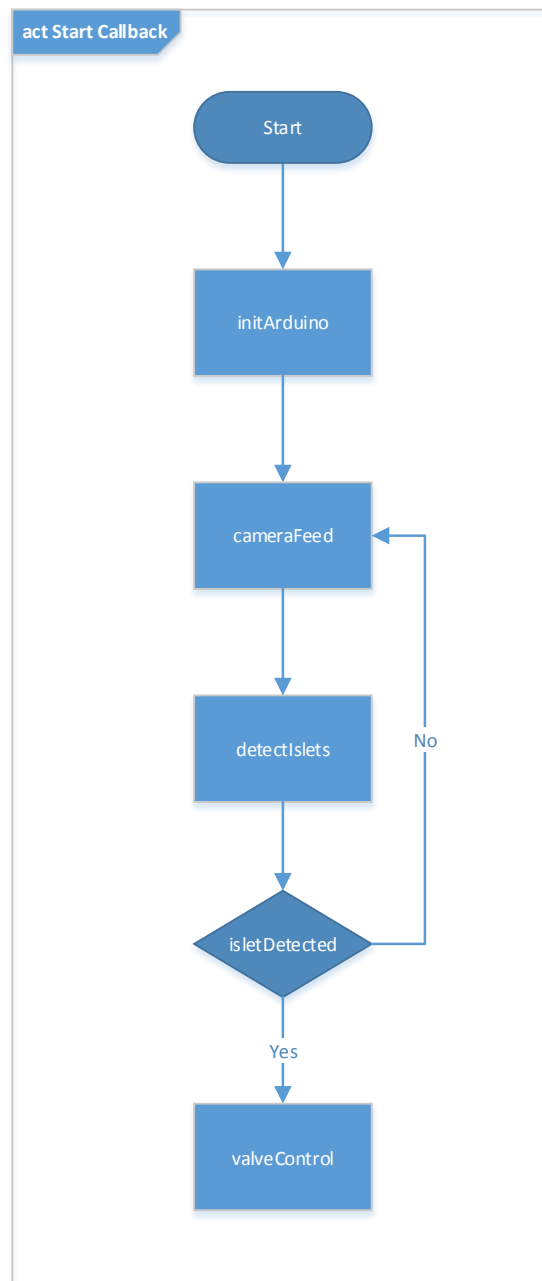 act Start Callback
Start
initArduino
cameraFeed
detectIslets
No
isletDetected
Yes
valveControl